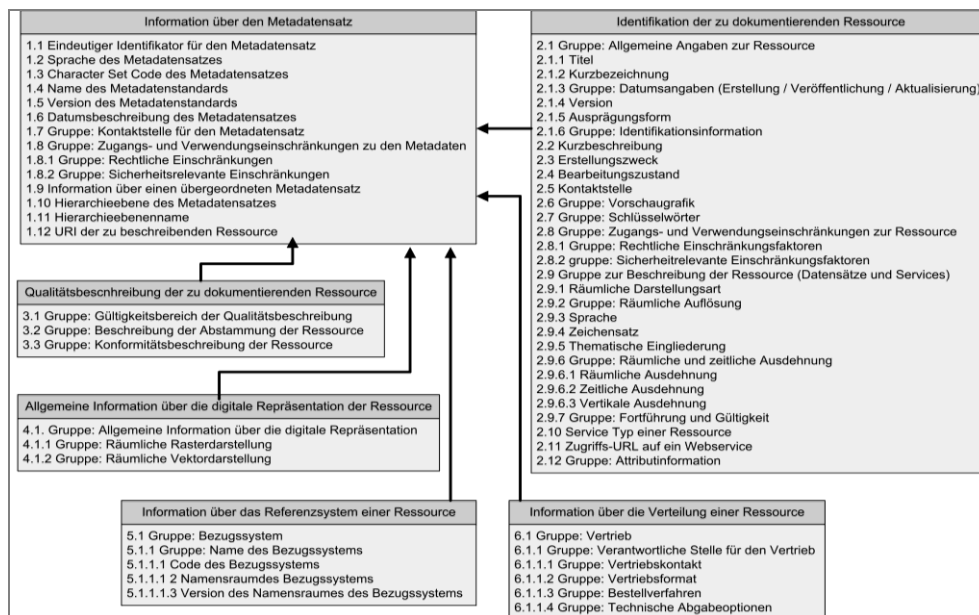 Information über den Metadatensatz
1.1 Eindeutiger Identifikator für den Metadatensatz
1.2 Sprache des Metadatensatzes
1.3 Character Set Code des Metadatensatzes
1.4 Name des Metadatenstandards
1.5 Version des Metadatenstandards
1.6 Datumsbeschreibung des Metadatensatzes
1.7 Gruppe: Kontaktstelle für den Metadatensatz
1.8 Gruppe: Zugangs- und Verwendungseinschränkungen zu den Metadaten
1.8.1 Gruppe: Rechtliche Einschränkungen
1.8.2 Gruppe: Sicherheitsrelevante Einschränkungen
1.9 Information über einen übergeordneten Metadatensatz
1.10 Hierarchieebene des Metadatensatzes
1.11 Hierarchieebenenname
1.12 URI der zu beschreibenden Ressource
Identifikation der zu dokumentierenden Ressource
2.1 Gruppe: Allgemeine Angaben zur Ressource
2.1.1 Titel
2.1.2 Kurzbezeichnung
2.1.3 Gruppe: Datumsangaben (Erstellung / Veröffentlichung / Aktualisierung)
2.1.4 Version
2.1.5 Ausprägungsform
2.1.6 Gruppe: Identifikationsinformation
2.2 Kurzbeschreibung
2.3 Erstellungszweck
2.4 Bearbeitungszustand
2.5 Kontaktstelle
2.6 Gruppe: Vorschaugrafik
2.7 Gruppe: Schlüsselwörter
2.8 Gruppe: Zugangs- und Verwendungseinschränkungen zur Ressource
2.8.1 Gruppe: Rechtliche Einschränkungsfaktoren
2.8.2 gruppe: Sicherheitrelevante Einschränkungsfaktoren
2.9 Gruppe zur Beschreibung der Ressource (Datensätze und Services)
2.9.1 Räumliche Darstellungsart
2.9.2 Gruppe: Räumliche Auflösung
2.9.3 Sprache
2.9.4 Zeichensatz
2.9.5 Thematische Eingliederung
2.9.6 Gruppe: Räumliche und zeitliche Ausdehnung
2.9.6.1 Räumliche Ausdehnung
2.9.6.2 Zeitliche Ausdehnung
2.9.6.3 Vertikale Ausdehnung
2.9.7 Gruppe: Fortführung und Gültigkeit
2.10 Service Typ einer Ressource
2.11 Zugriffs-URL auf ein Webservice
2.12 Gruppe: Attributinformation
Qualitätsbescnhreibung der zu dokumentierenden Ressource
3.1 Gruppe: Gültigkeitsbereich der Qualitätsbeschreibung
3.2 Gruppe: Beschreibung der Abstammung der Ressource
3.3 Gruppe: Konformitätsbeschreibung der Ressource
Allgemeine Information über die digitale Repräsentation der Ressource
4.1. Gruppe: Allgemeine Information über die digitale Repräsentation
4.1.1 Gruppe: Räumliche Rasterdarstellung
4.1.2 Gruppe: Räumliche Vektordarstellung
Information über das Referenzsystem einer Ressource
5.1 Gruppe: Bezugssystem
5.1.1 Gruppe: Name des Bezugssystems
5.1.1.1 Code des Bezugssystems
5.1.1.1 2 Namensraumdes Bezugssystems
5.1.1.1.3 Version des Namensraumes des Bezugssystems
Information über die Verteilung einer Ressource
6.1 Gruppe: Vertrieb
6.1.1 Gruppe: Verantwortliche Stelle für den Vertrieb
6.1.1.1 Gruppe: Vertriebskontakt
6.1.1.2 Gruppe: Vertriebsformat
6.1.1.3 Gruppe: Bestellverfahren
6.1.1.4 Gruppe: Technische Abgabeoptionen